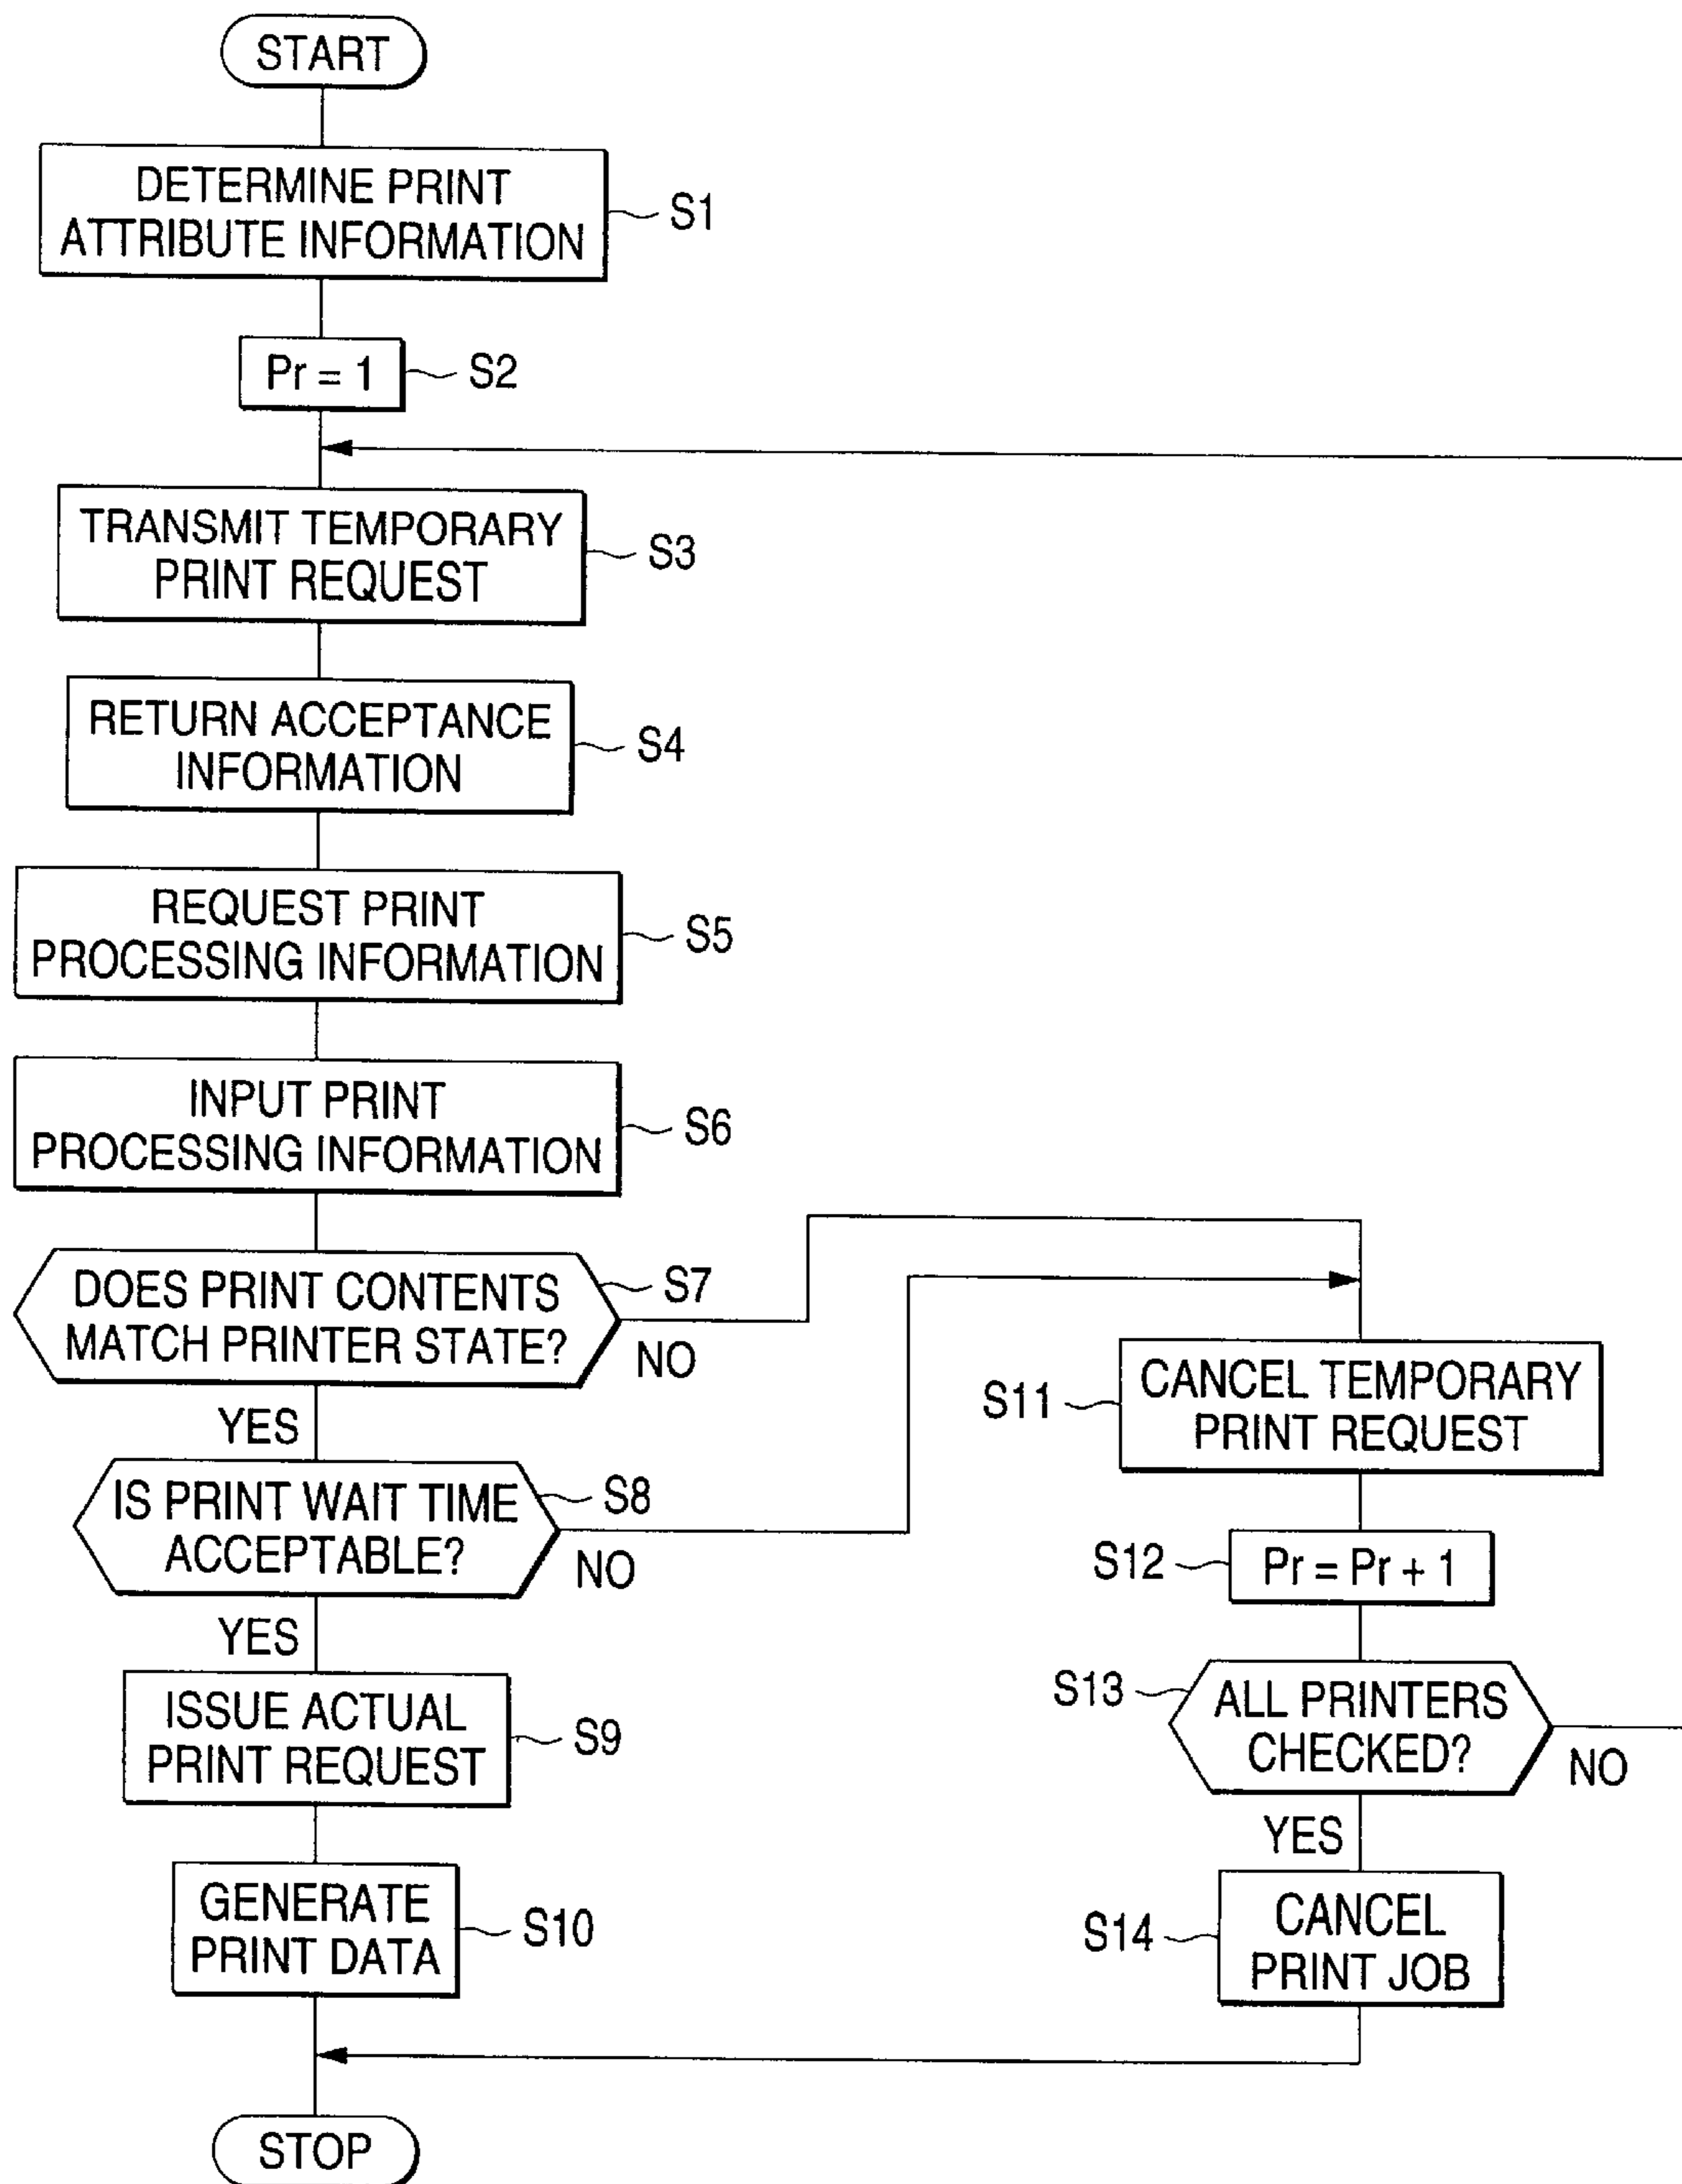 START
DETERMINE PRINT
ATTRIBUTE INFORMATION
S1
Pr = 1
S2
TRANSMIT TEMPORARY
PRINT REQUEST
S3
RETURN ACCEPTANCE
INFORMATION
S4
REQUEST PRINT
PROCESSING INFORMATION
S5
INPUT PRINT
PROCESSING INFORMATION
S6
DOES PRINT CONTENTS
MATCH PRINTER STATE?
S7
NO
YES
IS PRINT WAIT TIME
ACCEPTABLE?
S8
NO
YES
ISSUE ACTUAL
PRINT REQUEST
S9
GENERATE
PRINT DATA
S10
S11
CANCEL TEMPORARY
PRINT REQUEST
S12
Pr = Pr + 1
S13
ALL PRINTERS
CHECKED?
NO
YES
S14
CANCEL
PRINT JOB
STOP